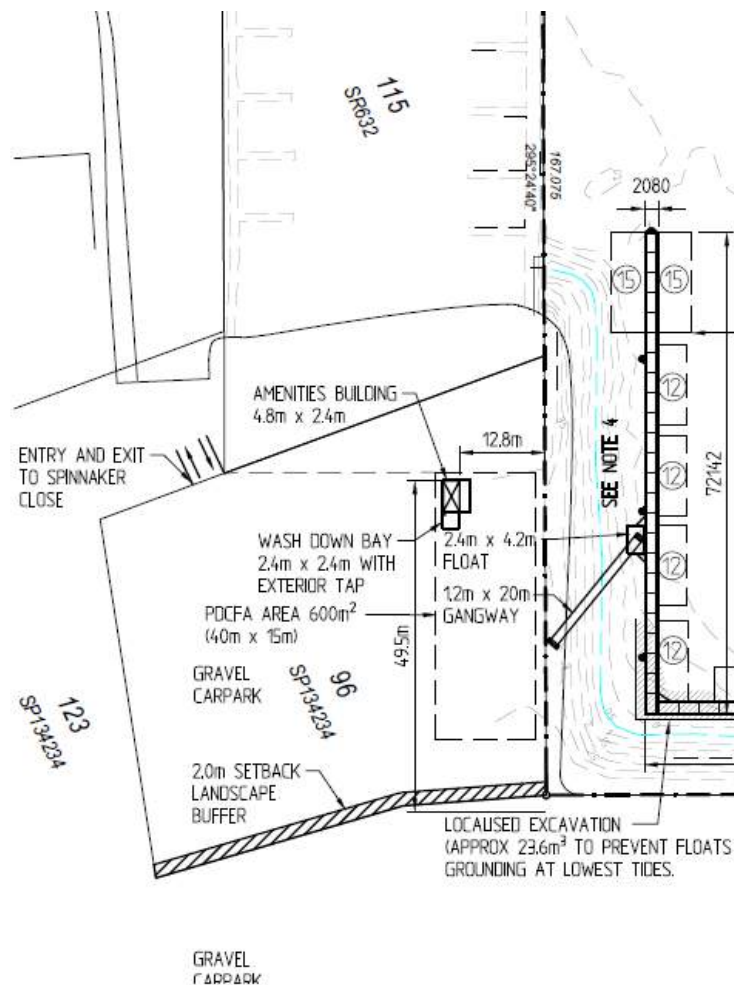 115
SR632
167.075
295°24'40"
2080
15
15
AMENITIES BUILDING
4.8m x 2.4m
12.8m
12
ENTRY AND EXIT
TO SPINNAKER
CLOSE
SEE NOTE 4
12
72142
WASH DOWN BAY
2.4m x 2.4m WITH
EXTERIOR TAP
2.4m x 4.2m
FLOAT
12
PDCFA AREA 600m²
(40m x 15m)
1.2m x 20m
GANGWAY
49.5m
12
GRAVEL
CARPARK
96
SP134234
123
SP134234
2.0m SETBACK
LANDSCAPE
BUFFER
LOCALISED EXCAVATION
(APPROX 23.6m³ TO PREVENT FLOATS
GROUNDING AT LOWEST TIDES.
GRAVEL
CARPARK